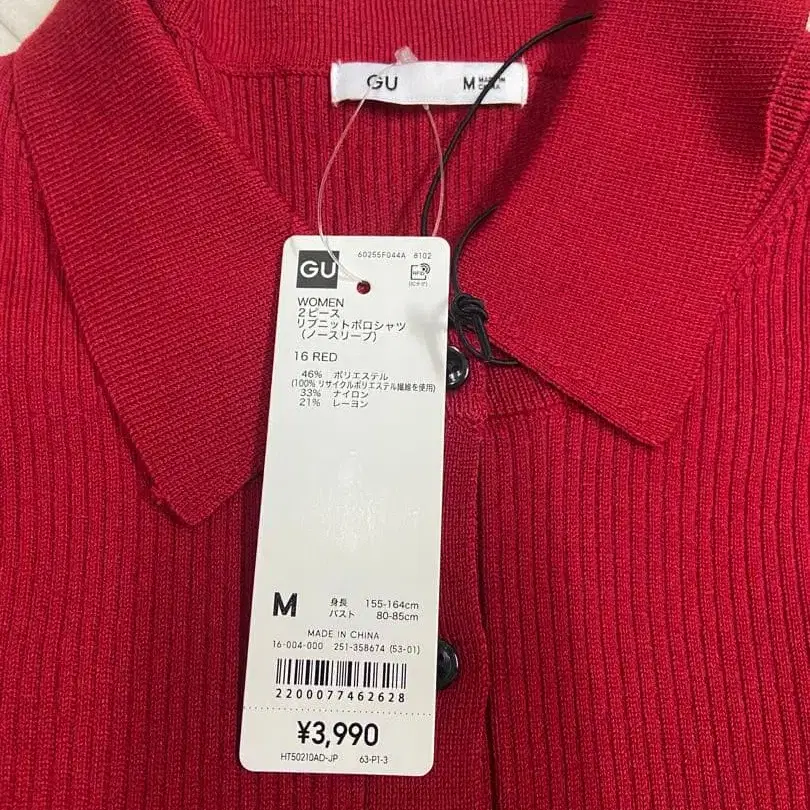 GU M MADE IN
CHINA
60255F044A 8102
GU
RFID
WOMEN
2ピース
リブニットポロシャツ
(ノースリーブ)
16 RED
46% ポリエステル
(100% リサイクルポリエステル繊維を使用)
33% ナイロン
21% レーヨン
M 身長 155-164cm
バスト 80-85cm
MADE IN CHINA
16-004-000 251-358674 (53-01)
2200077462628
¥3,990
HT50210AD-JP 63-P1-3